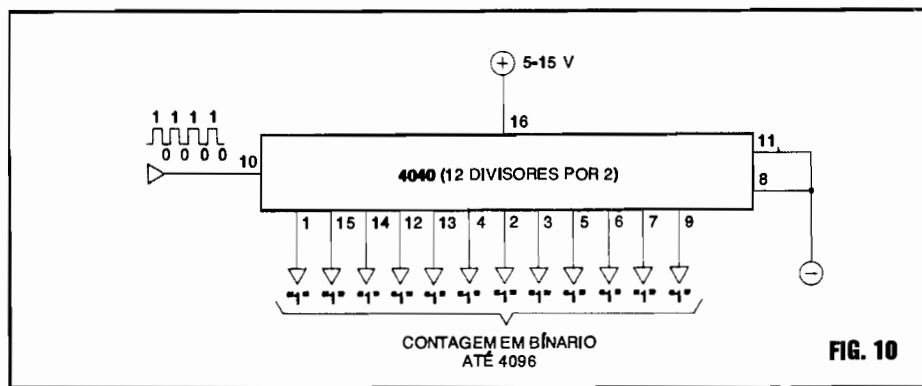 5-15 V
16
1 1 1 1
0 0 0 0
10
11
4040 (12 DIVISORES POR 2)
8
1 15 14 12 13 4 2 3 5 6 7 9
"1" "1" "1" "1" "1" "1" "1" "1" "1" "1" "1" "1"
CONTAGEM EM BÍNARIO
ATÉ 4096
FIG. 10